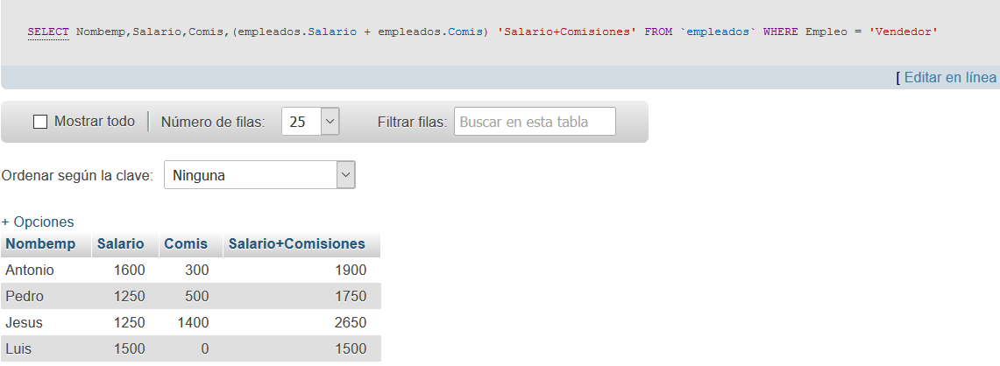 SELECT Nombemp,Salario,Comis,(empleados.Salario + empleados.Comis) 'Salario+Comisiones' FROM `empleados` WHERE Empleo = 'Vendedor'
[ Editar en línea
Mostrar todo Número de filas: 25 Filtrar filas: Buscar en esta tabla
Ordenar según la clave: Ninguna
+ Opciones
Nombemp Salario Comis Salario+Comisiones
Antonio 1600 300 1900
Pedro 1250 500 1750
Jesus 1250 1400 2650
Luis 1500 0 1500